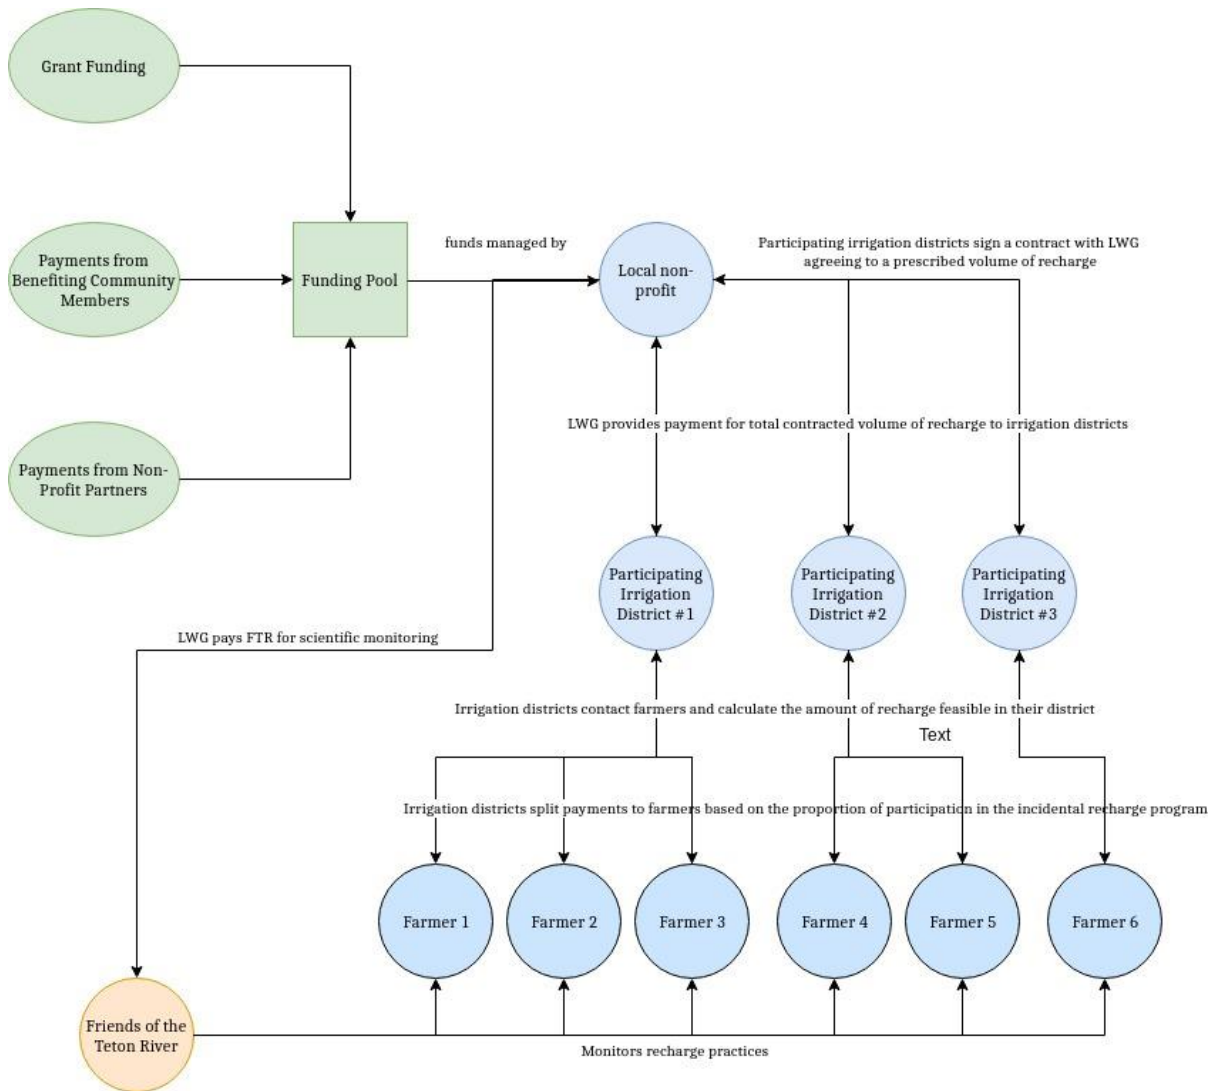 Grant Funding
Payments from
Benefiting Community
Members
Funding Pool
funds managed by
Local non-
profit
Participating irrigation districts sign a contract with LWG
agreeing to a prescribed volume of recharge
LWG provides payment for total contracted volume of recharge to irrigation districts
Payments from Non-
Profit Partners
Participating
Irrigation
District #1
Participating
Irrigation
District #2
Participating
Irrigation
District #3
LWG pays FTR for scientific monitoring
Irrigation districts contact farmers and calculate the amount of recharge feasible in their district
Text
Irrigation districts split payments to farmers based on the proportion of participation in the incidental recharge program
Farmer 1
Farmer 2
Farmer 3
Farmer 4
Farmer 5
Farmer 6
Friends of the
Teton River
Monitors recharge practices